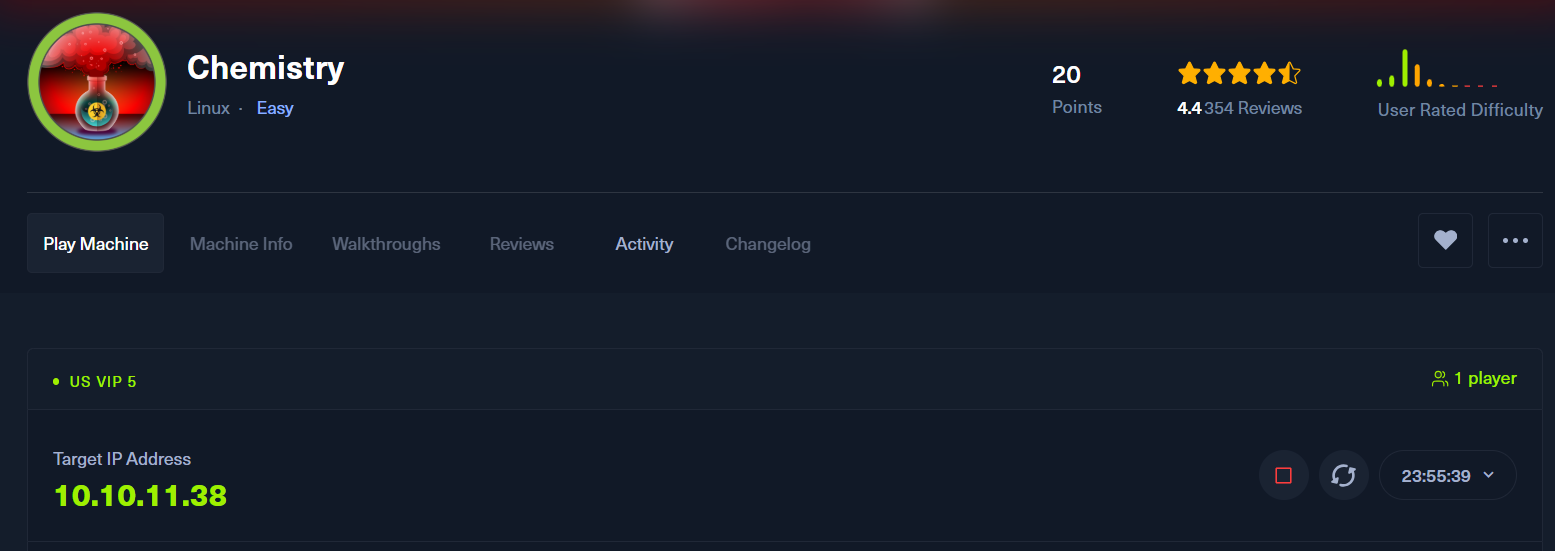 Chemistry
Linux · Easy
20
Points
4.4 354 Reviews
User Rated Difficulty
Play Machine
Machine Info
Walkthroughs
Reviews
Activity
Changelog
US VIP 5
1 player
Target IP Address
10.10.11.38
23:55:39